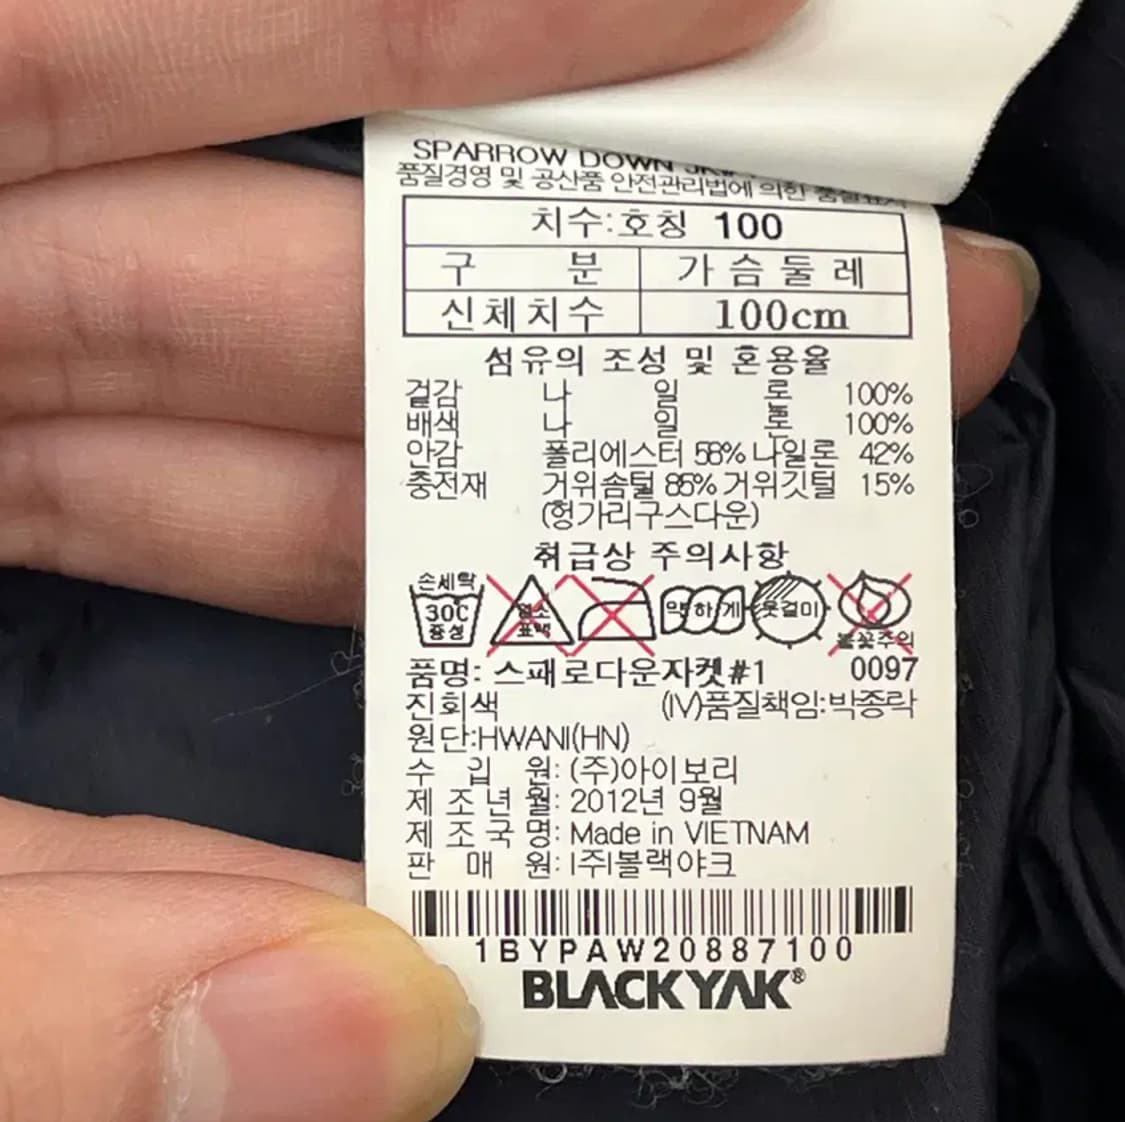 SPARROW DOWN JK#
품질경영 및 공산품 안전관리법에 의한 품질표시
치수:호칭 100
구 분 가슴둘레
신체치수 100cm
섬유의 조성 및 혼용율
겉감 나 일 론 100%
배색 나 일 론 100%
안감 폴리에스터 58% 나일론 42%
충전재 거위솜털 85% 거위깃털 15%
(헝가리구스다운)
취급상 주의사항
손세탁
30C 중성 염소 표백 약하게 옷걸이 불꽃주의
품명: 스패로다운자켓#1 0097
진회색 (IV)품질책임:박종락
원단:HWANI(HN)
수 입 원: (주)아이보리
제 조 년 월: 2012년 9월
제 조 국 명: Made in VIETNAM
판 매 원: (주)블랙야크
1BYPAW20887100
BLACKYAK®